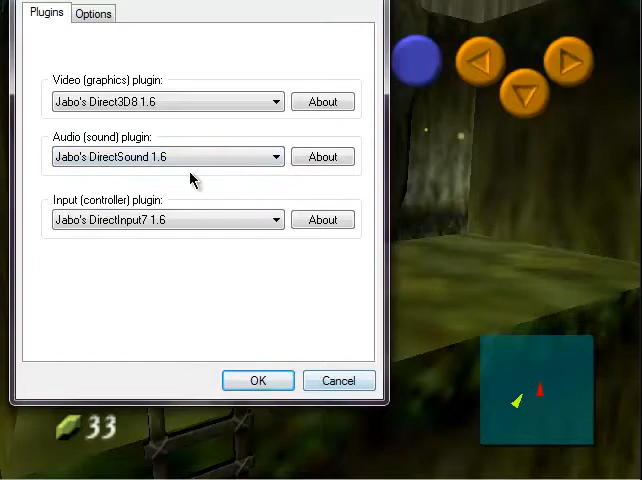 Plugins
Options
Video (graphics) plugin:
Jabo's Direct3D8 1.6
About
Audio (sound) plugin:
Jabo's DirectSound 1.6
About
Input (controller) plugin:
Jabo's DirectInput7 1.6
About
OK
Cancel
33